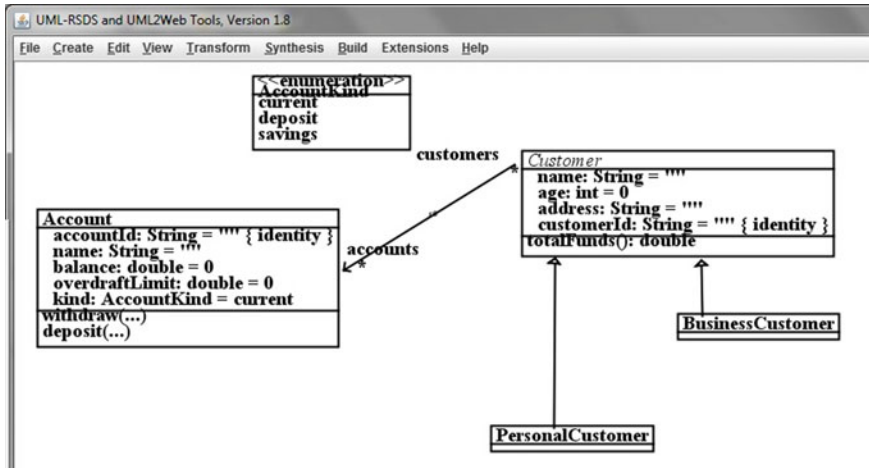 UML-RSDS and UML2Web Tools, Version 1.8
File Create Edit View Transform Synthesis Build Extensions Help
<<enumeration>>
AccountKind
current
deposit
savings
customers
*
Customer
name: String = ""
age: int = 0
address: String = ""
customerId: String = "" { identity }
totalFunds(): double
Account
accountId: String = "" { identity }
name: String = ""
balance: double = 0
overdraftLimit: double = 0
kind: AccountKind = current
withdraw(...)
deposit(...)
accounts
*
BusinessCustomer
PersonalCustomer